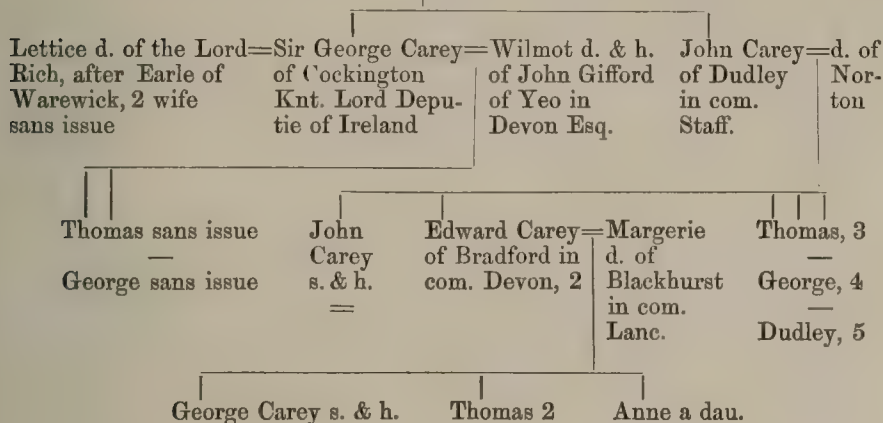 Lettice d. of the Lord=Sir George Carey=Wilmot d. & h. John Carey=d. of
Rich, after Earle of of Cockington of John Gifford of Dudley Nor-
Warewick, 2 wife Knt. Lord Depu- of Yeo in in com. ton
sans issue tie of Ireland Devon Esq. Staff.
Thomas sans issue John Edward Carey=Margerie Thomas, 3
— Carey of Bradford in d. of —
George sans issue s. & h. com. Devon, 2 Blackhurst George, 4
= in com. —
Lanc. Dudley, 5
George Carey s. & h. Thomas 2 Anne a dau.